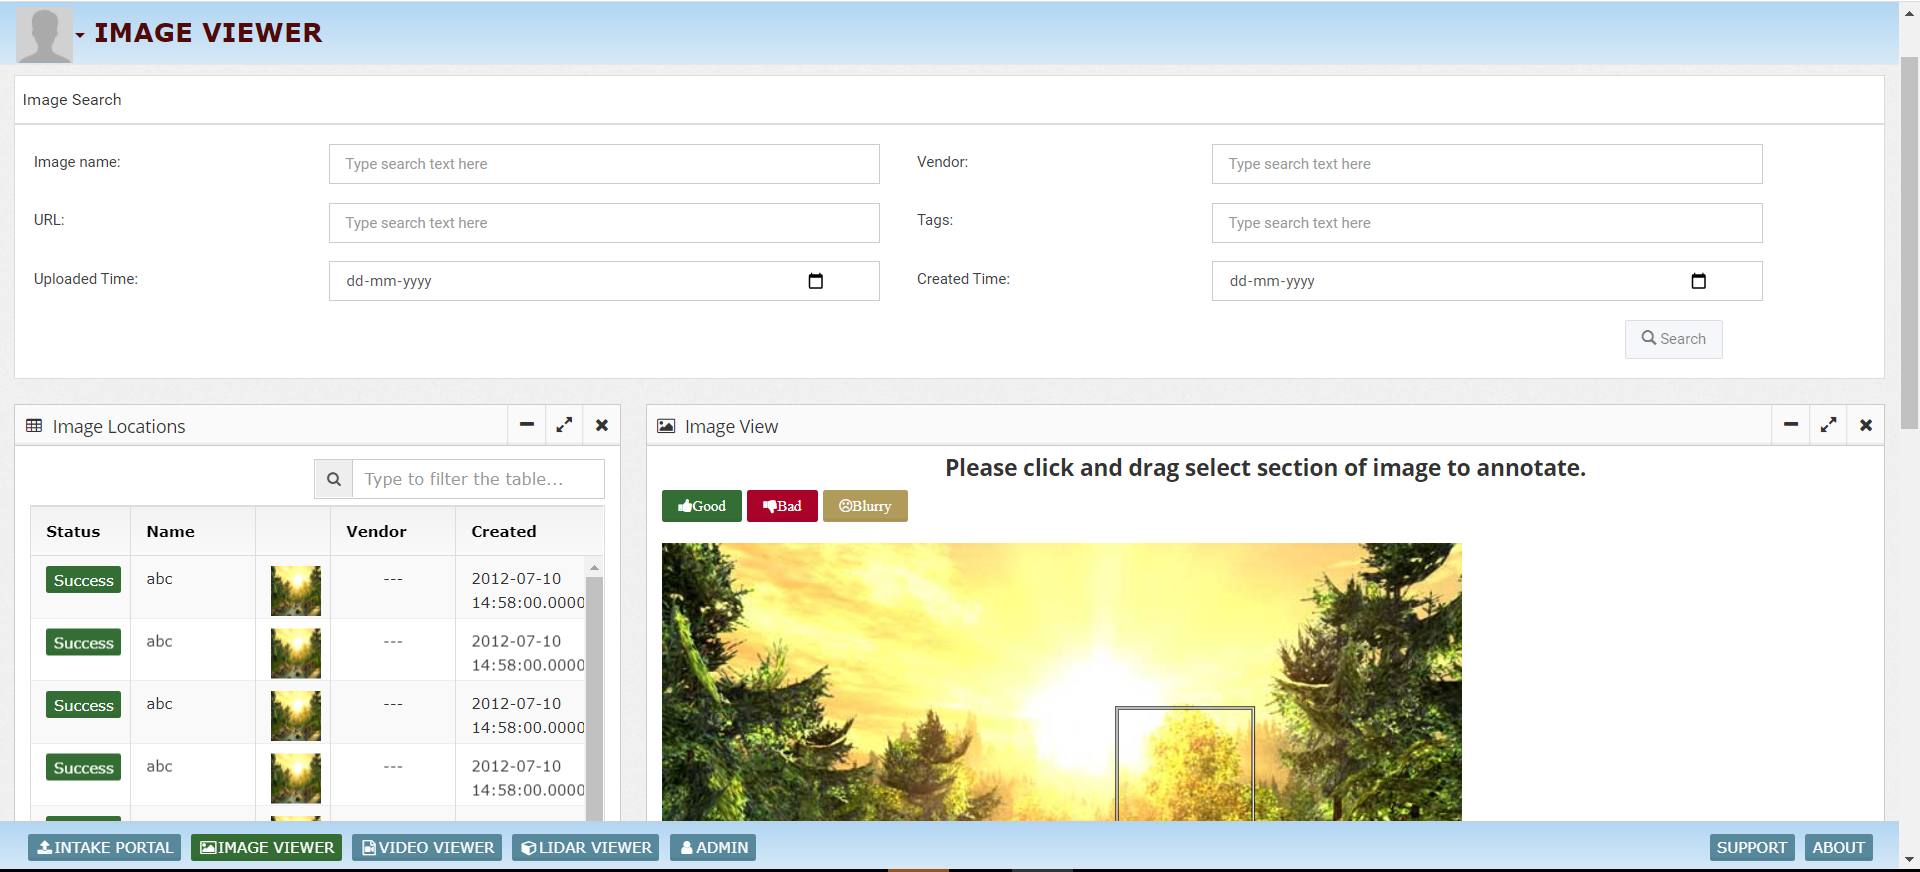 IMAGE VIEWER
Image Search
Image name: Type search text here Vendor: Type search text here
URL: Type search text here Tags: Type search text here
Uploaded Time: dd-mm-yyyy Created Time: dd-mm-yyyy
Search
Image Locations
Type to filter the table...
Status Name Vendor Created
Success abc --- 2012-07-10
14:58:00.0000
Success abc --- 2012-07-10
14:58:00.0000
Success abc --- 2012-07-10
14:58:00.0000
Success abc --- 2012-07-10
14:58:00.0000
Image View
Please click and drag select section of image to annotate.
Good Bad Blurry
INTAKE PORTAL IMAGE VIEWER VIDEO VIEWER LIDAR VIEWER ADMIN SUPPORT ABOUT